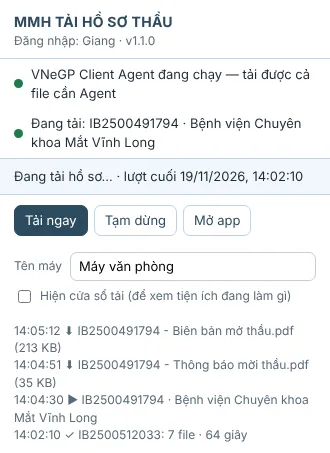 MMH TẢI HỒ SƠ THẦU
Đăng nhập: Giang · v1.1.0
VNeGP Client Agent đang chạy — tải được cả
file cần Agent
Đang tải: IB2500491794 · Bệnh viện Chuyên
khoa Mắt Vĩnh Long
Đang tải hồ sơ... · lượt cuối 19/11/2026, 14:02:10
Tải ngay
Tạm dừng
Mở app
Tên máy
Máy văn phòng
Hiện cửa sổ tải (để xem tiện ích đang làm gì)
14:05:12 ⬇ IB2500491794 - Biên bản mở thầu.pdf
(213 KB)
14:04:51 ⬇ IB2500491794 - Thông báo mời thầu.pdf
(35 KB)
14:04:30 ▶ IB2500491794 · Bệnh viện Chuyên khoa
Mắt Vĩnh Long
14:02:10 ✓ IB2500512033: 7 file · 64 giây